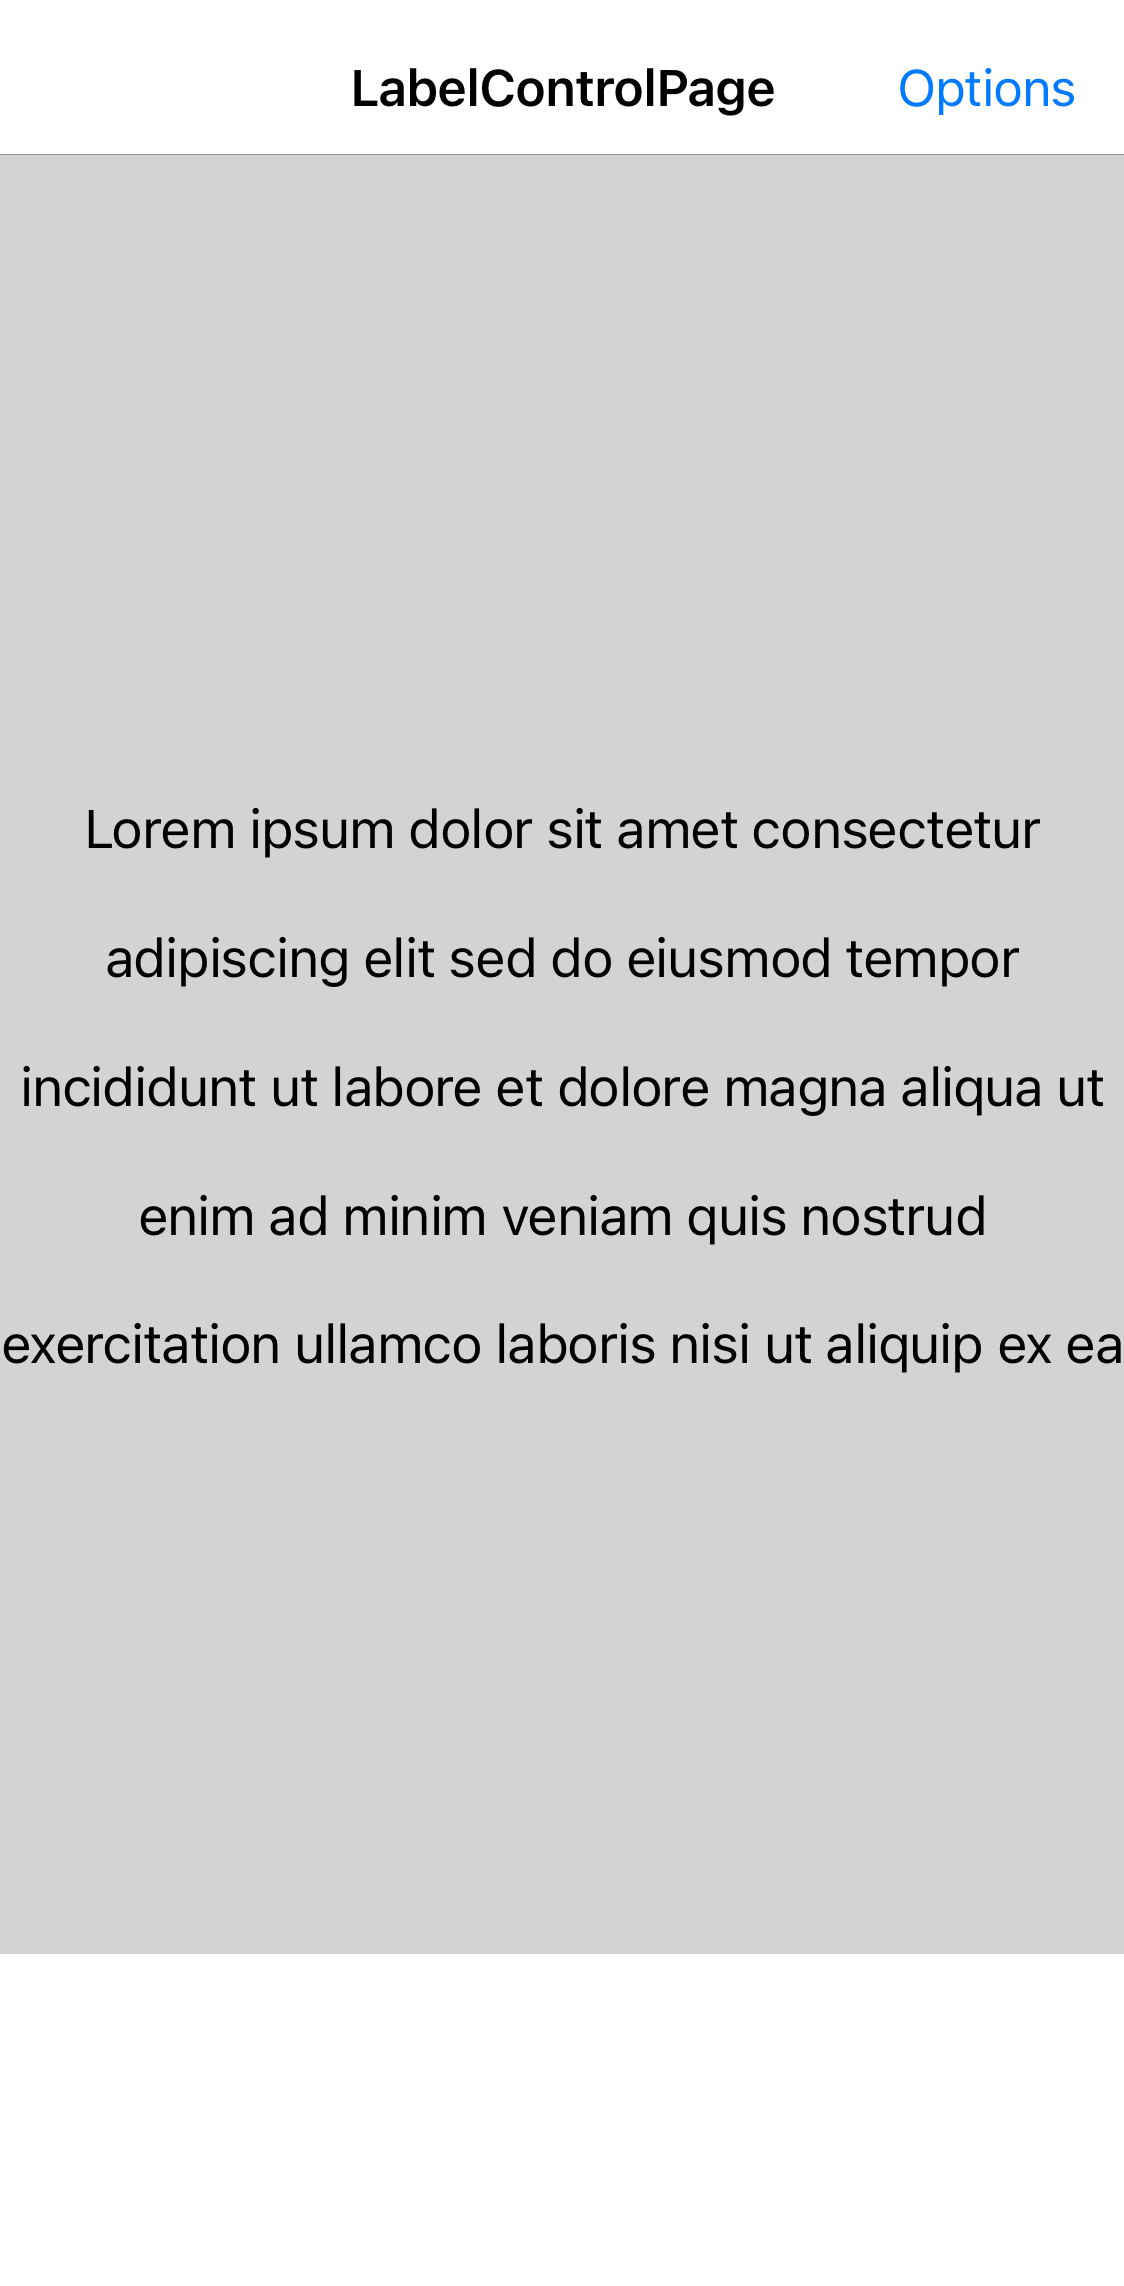 LabelControlPage
Options
Lorem ipsum dolor sit amet consectetur
adipiscing elit sed do eiusmod tempor
incididunt ut labore et dolore magna aliqua ut
enim ad minim veniam quis nostrud
exercitation ullamco laboris nisi ut aliquip ex ea